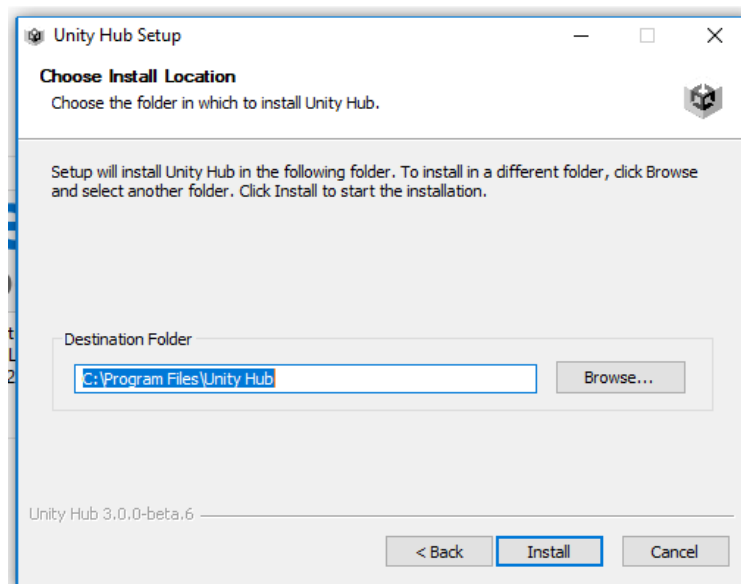 Unity Hub Setup
Choose Install Location
Choose the folder in which to install Unity Hub.
Setup will install Unity Hub in the following folder. To install in a different folder, click Browse
and select another folder. Click Install to start the installation.
Destination Folder
C:\Program Files\Unity Hub
Browse...
Unity Hub 3.0.0-beta.6
< Back
Install
Cancel